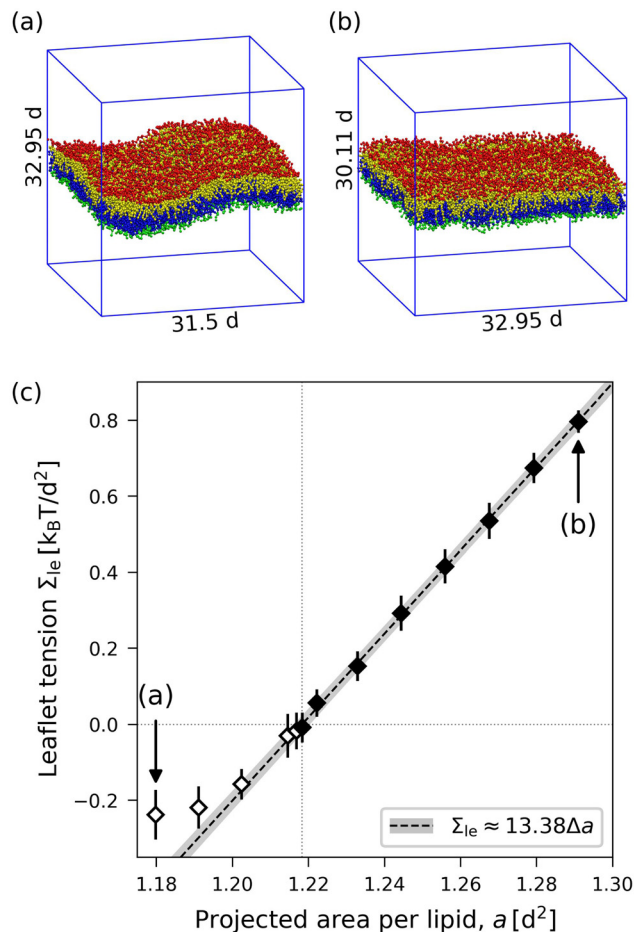 (a)
(b)
32.95 d
31.5 d
30.11 d
32.95 d
(c)
Leaflet tension Σ_le [k_BT/d²]
0.8
0.6
0.4
0.2
0.0
−0.2
(a)
(b)
Σ_le ≈ 13.38Δa
1.18 1.20 1.22 1.24 1.26 1.28 1.30
Projected area per lipid, a [d²]